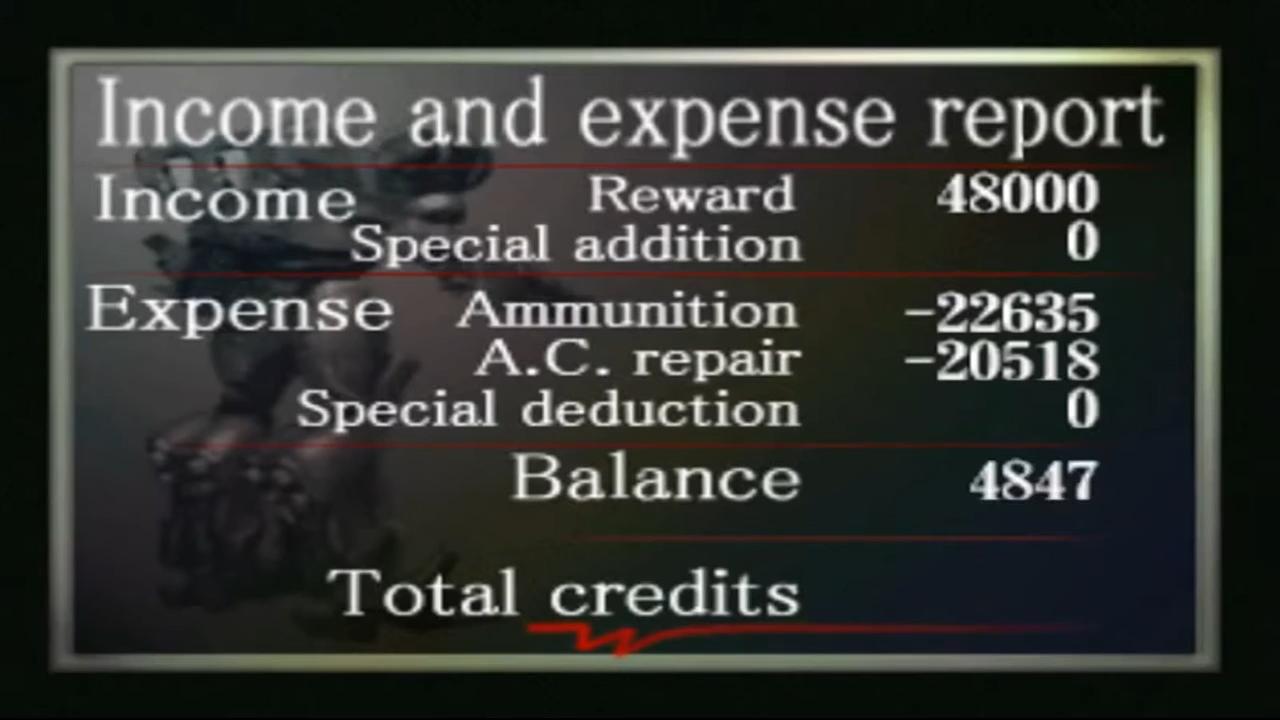 Income and expense report
Income Reward 48000
Special addition 0
Expense Ammunition -22635
A.C. repair -20518
Special deduction 0
Balance 4847
Total credits